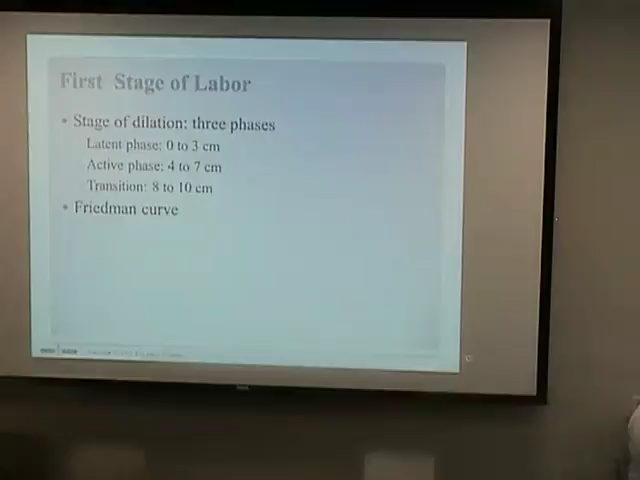 First Stage of Labor
• Stage of dilation: three phases
Latent phase: 0 to 3 cm
Active phase: 4 to 7 cm
Transition: 8 to 10 cm
• Friedman curve